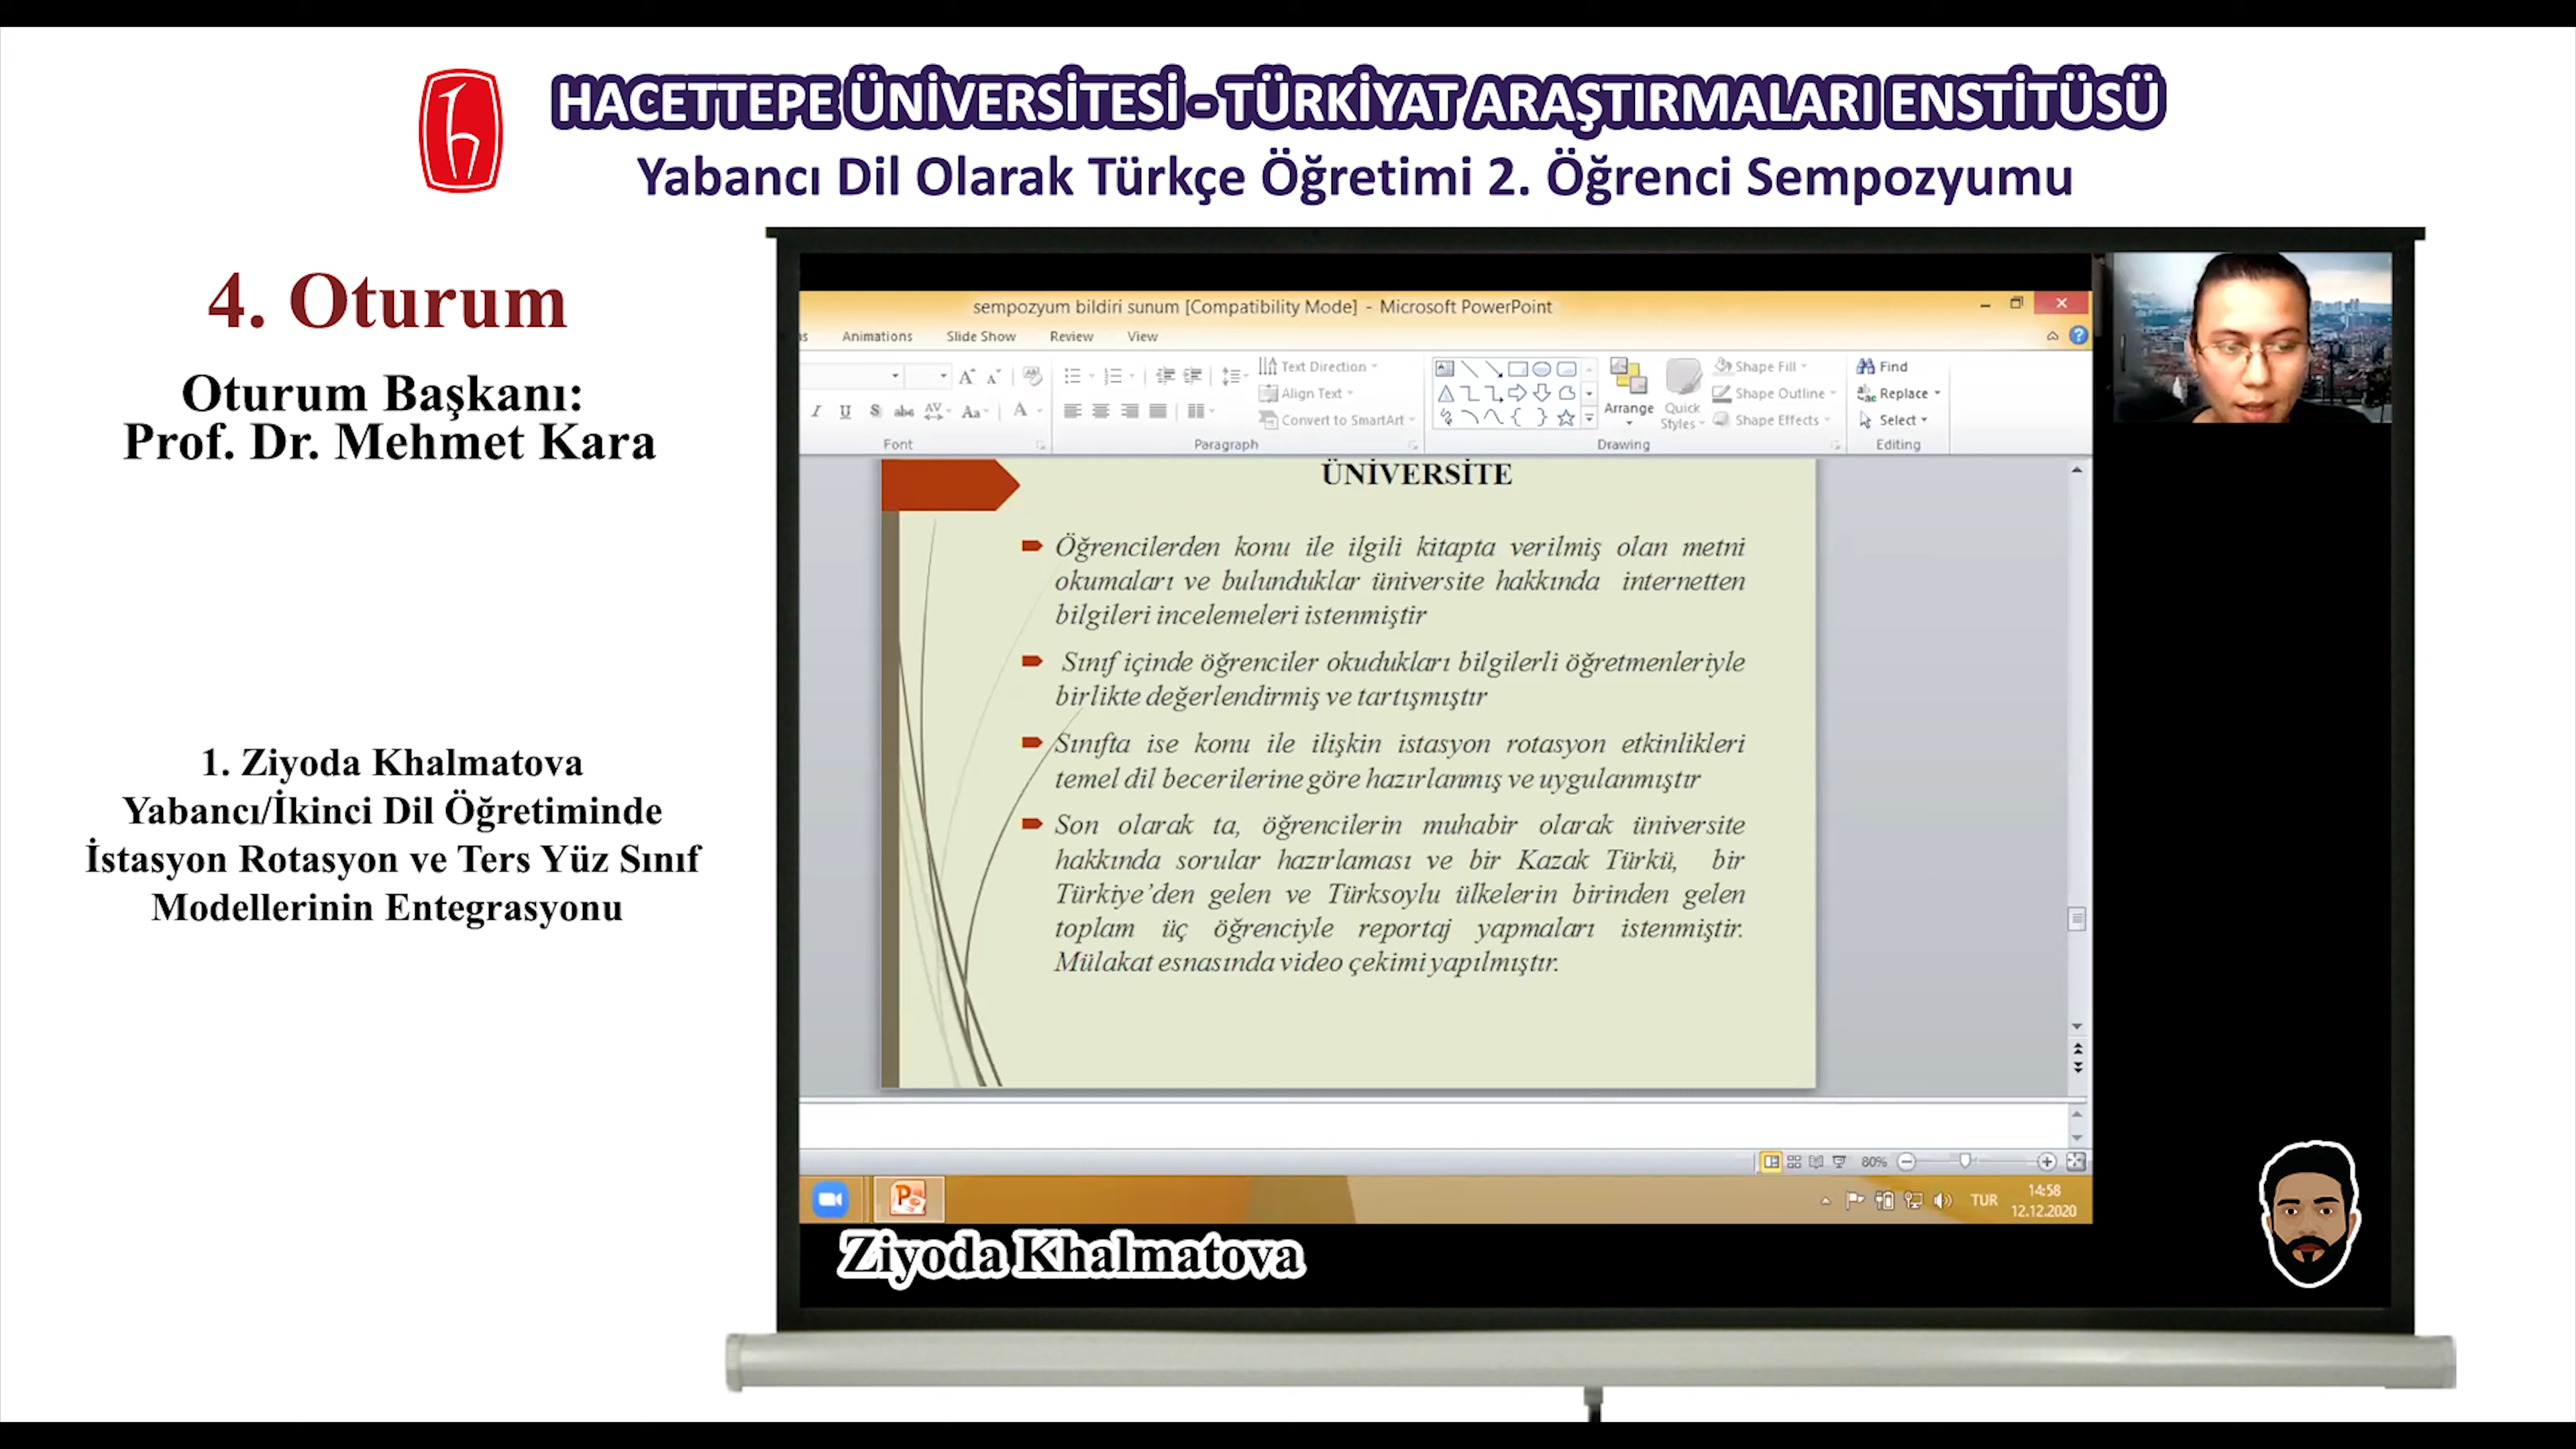 HACETTEPE ÜNİVERSİTESİ - TÜRKİYAT ARAŞTIRMALARI ENSTİTÜSÜ
Yabancı Dil Olarak Türkçe Öğretimi 2. Öğrenci Sempozyumu
4. Oturum
Oturum Başkanı:
Prof. Dr. Mehmet Kara
1. Ziyoda Khalmatova
Yabancı/İkinci Dil Öğretiminde
İstasyon Rotasyon ve Ters Yüz Sınıf
Modellerinin Entegrasyonu
sempozyum bildiri sunum [Compatibility Mode] - Microsoft PowerPoint
Animations Slide Show Review View
Text Direction
Align Text
Convert to SmartArt
Arrange
Quick
Styles
Shape Fill
Shape Outline
Shape Effects
Find
Replace
Select
Font Paragraph Drawing Editing
ÜNİVERSİTE
Öğrencilerden konu ile ilgili kitapta verilmiş olan metni
okumaları ve bulunduklar üniversite hakkında internetten
bilgileri incelemeleri istenmiştir
Sınıf içinde öğrenciler okudukları bilgilerli öğretmenleriyle
birlikte değerlendirmiş ve tartışmıştır
Sınıfta ise konu ile ilişkin istasyon rotasyon etkinlikleri
temel dil becerilerine göre hazırlanmış ve uygulanmıştır
Son olarak ta, öğrencilerin muhabir olarak üniversite
hakkında sorular hazırlaması ve bir Kazak Türkü, bir
Türkiye'den gelen ve Türksoylu ülkelerin birinden gelen
toplam üç öğrenciyle reportaj yapmaları istenmiştir.
Mülakat esnasında video çekimi yapılmıştır.
80%
TUR
14:58
12.12.2020
Ziyoda Khalmatova